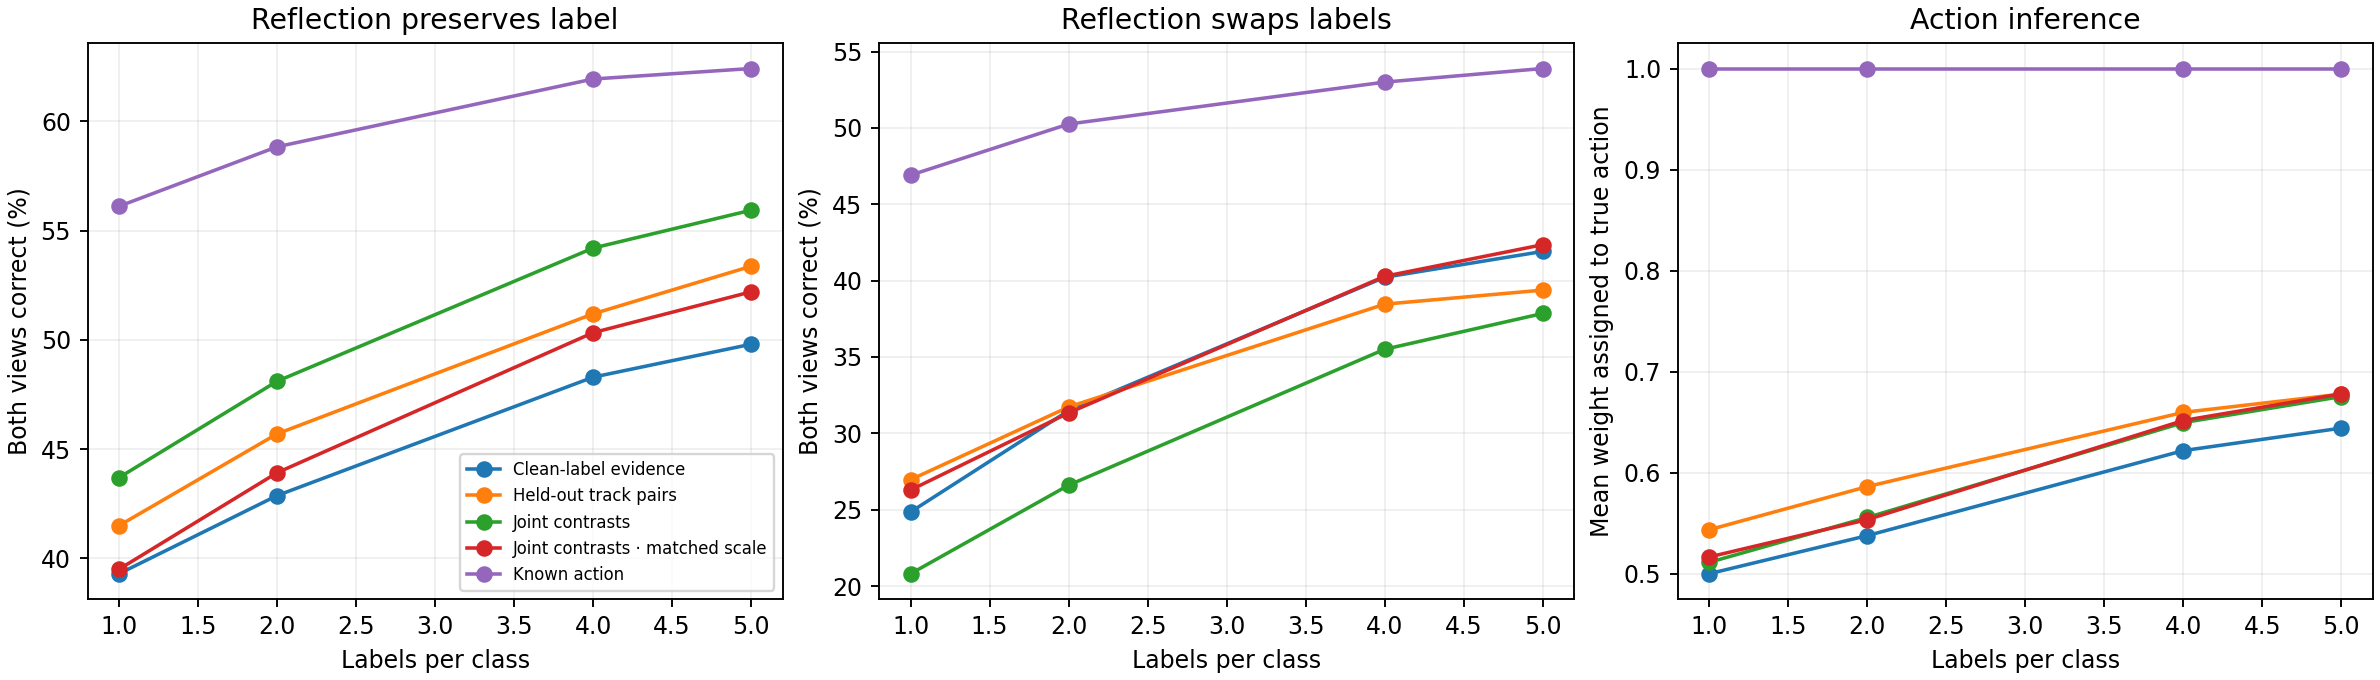 Reflection preserves label
Both views correct (%)
60
55
50
45
40
1.0 1.5 2.0 2.5 3.0 3.5 4.0 4.5 5.0
Labels per class
Clean-label evidence
Held-out track pairs
Joint contrasts
Joint contrasts · matched scale
Known action
Reflection swaps labels
Both views correct (%)
55
50
45
40
35
30
25
20
1.0 1.5 2.0 2.5 3.0 3.5 4.0 4.5 5.0
Labels per class
Action inference
Mean weight assigned to true action
1.0
0.9
0.8
0.7
0.6
0.5
1.0 1.5 2.0 2.5 3.0 3.5 4.0 4.5 5.0
Labels per class